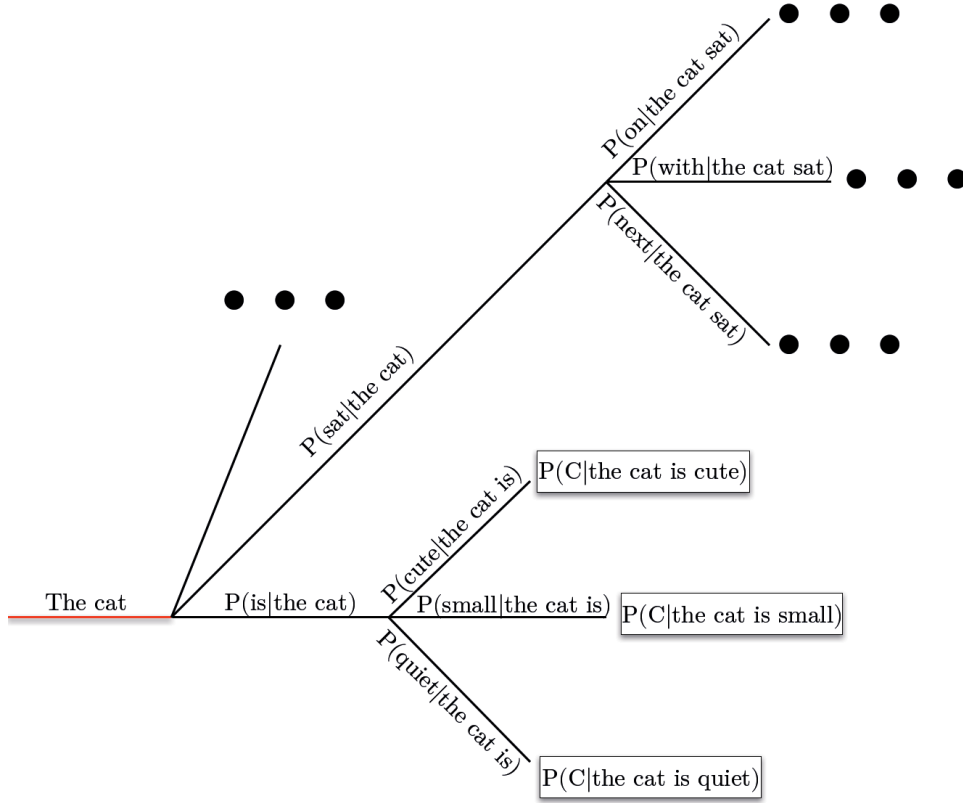 P(on|the cat sat)
P(with|the cat sat)
P(next|the cat sat)
P(sat|the cat)
P(C|the cat is cute)
P(cute|the cat is)
The cat
P(is|the cat)
P(small|the cat is)
P(C|the cat is small)
P(quiet|the cat is)
P(C|the cat is quiet)